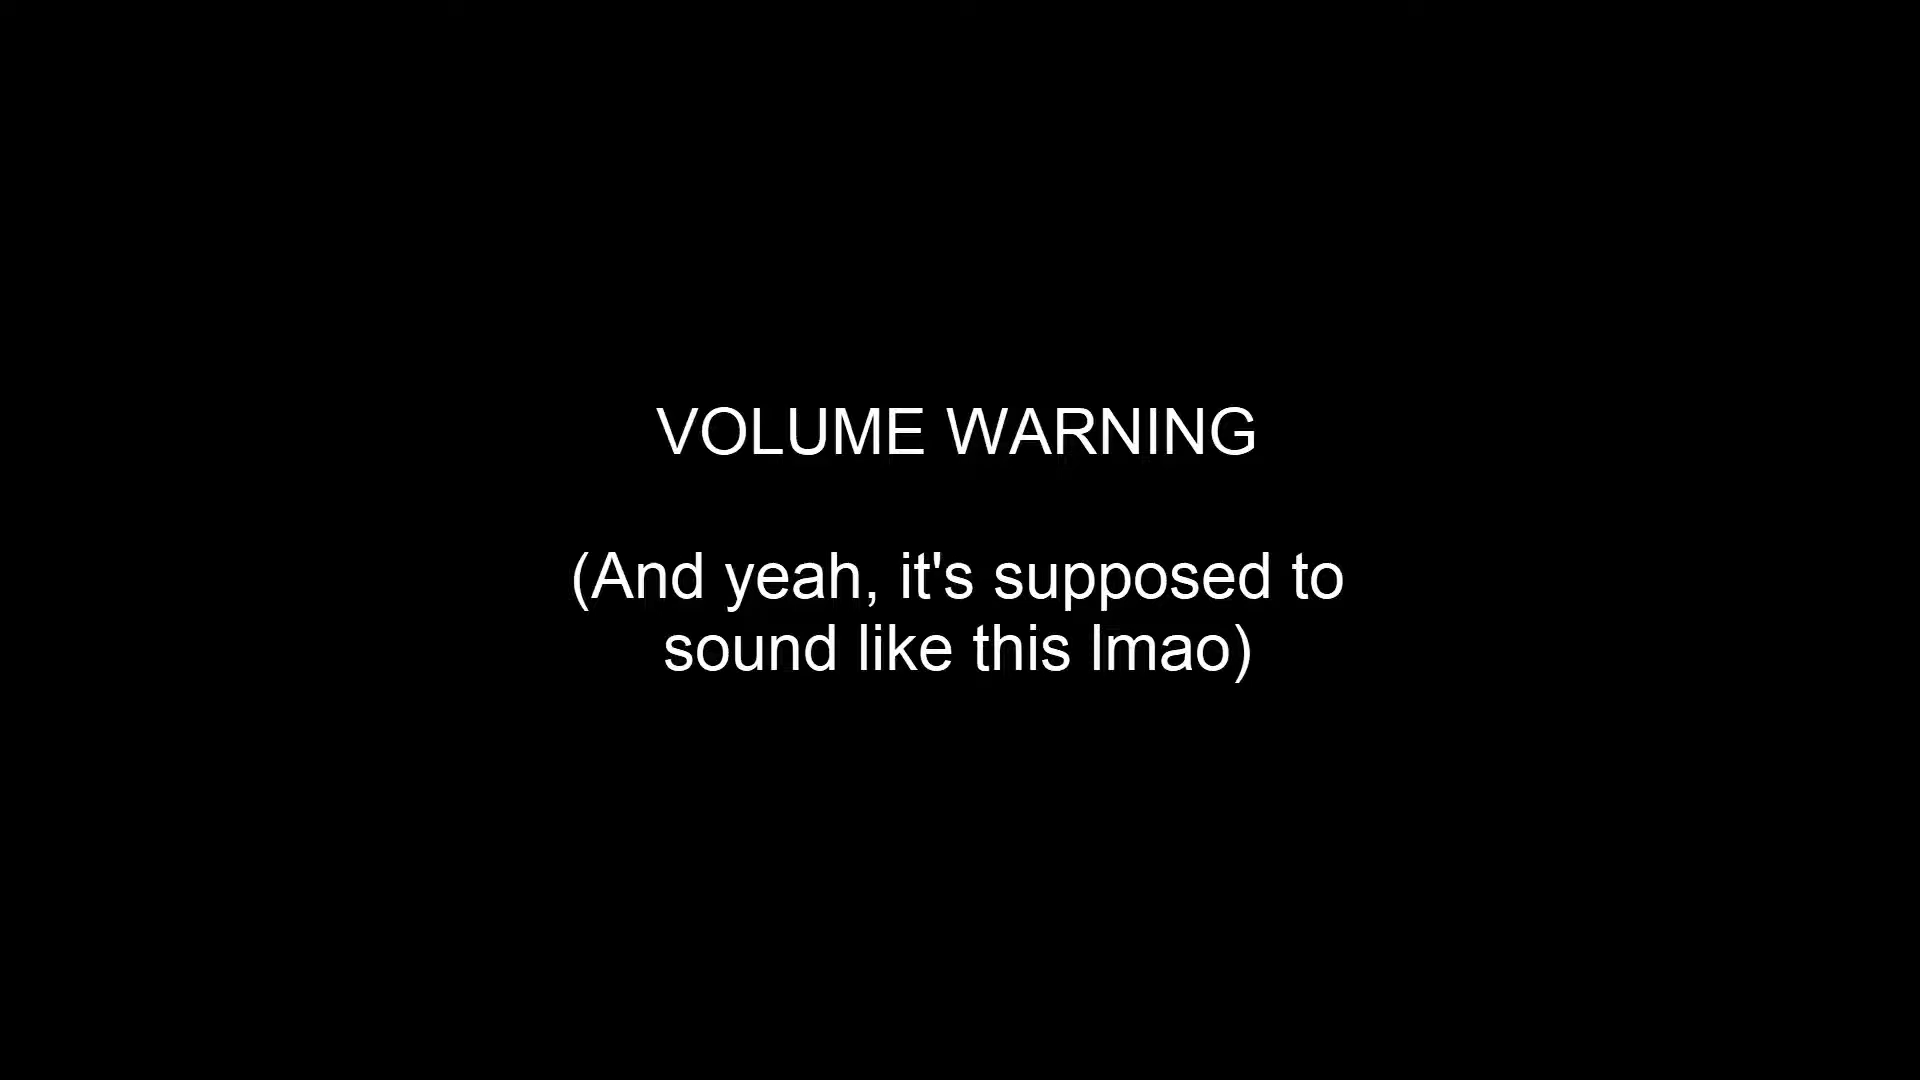 VOLUME WARNING
(And yeah, it's supposed to
sound like this lmao)